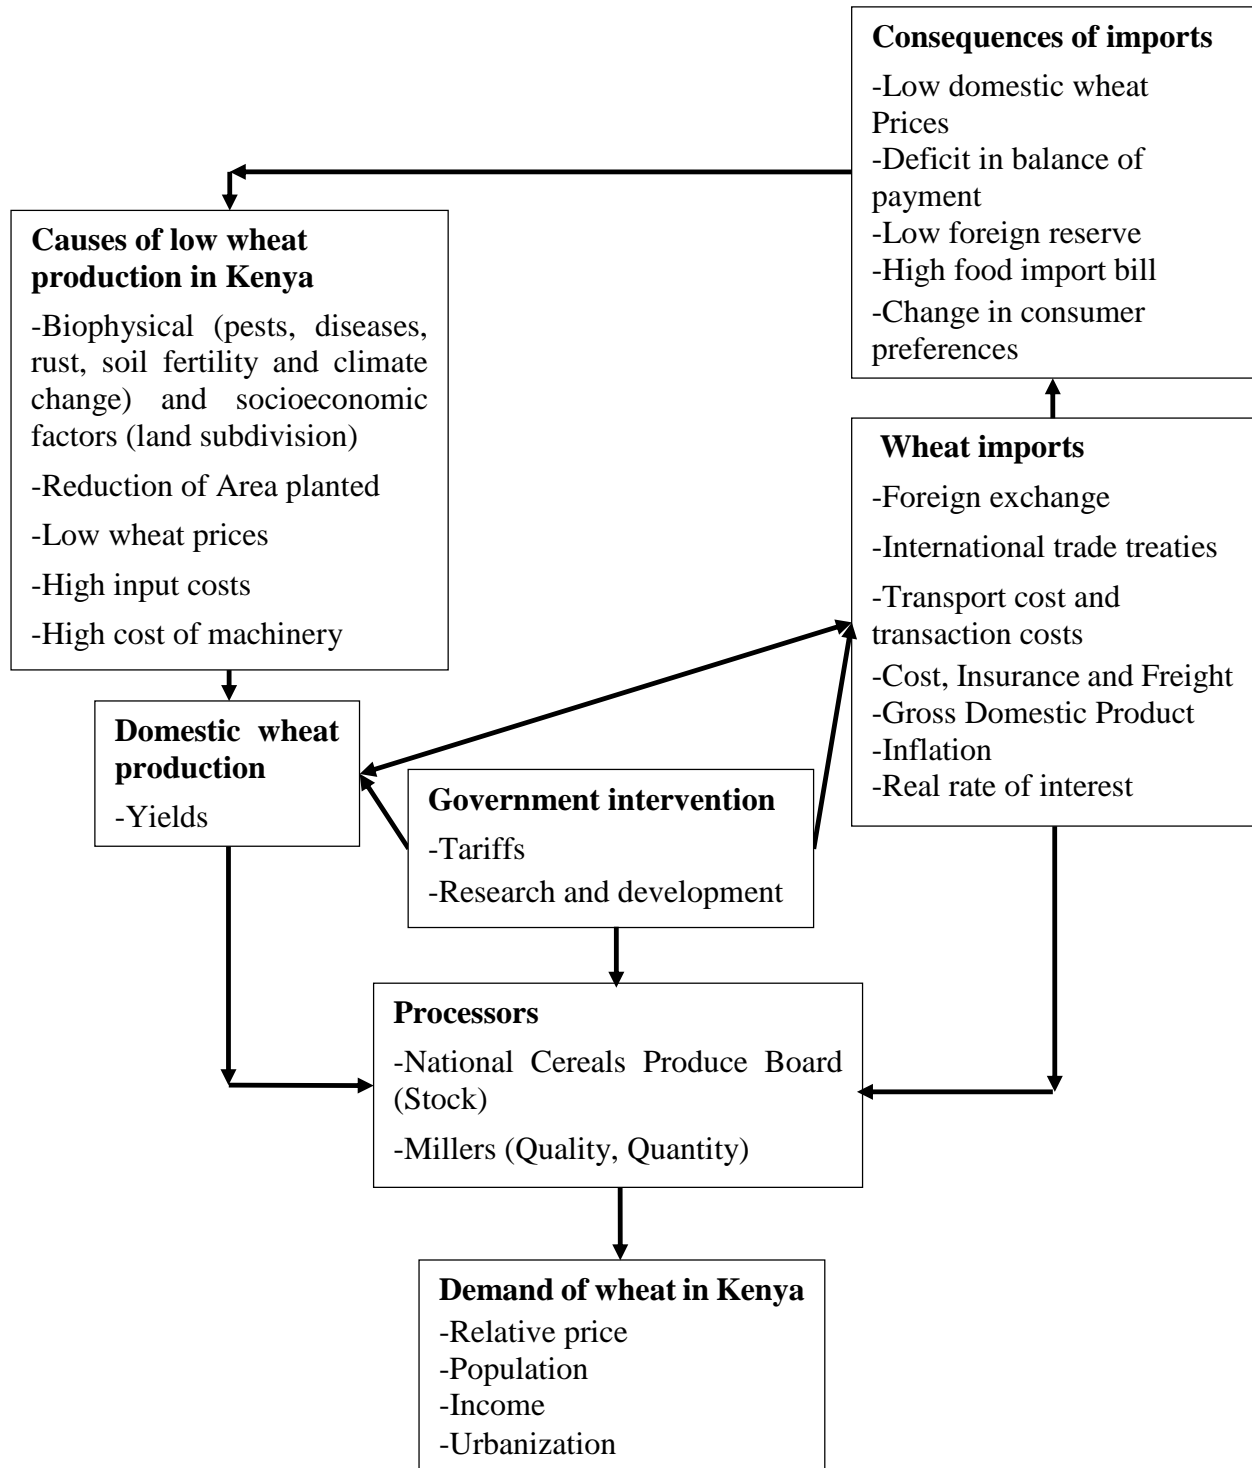 Consequences of imports
-Low domestic wheat
Prices
-Deficit in balance of
payment
-Low foreign reserve
-High food import bill
-Change in consumer
preferences
Causes of low wheat
production in Kenya
-Biophysical (pests, diseases,
rust, soil fertility and climate
change) and socioeconomic
factors (land subdivision)
-Reduction of Area planted
-Low wheat prices
-High input costs
-High cost of machinery
Wheat imports
-Foreign exchange
-International trade treaties
-Transport cost and
transaction costs
-Cost, Insurance and Freight
-Gross Domestic Product
-Inflation
-Real rate of interest
Domestic wheat
production
-Yields
Government intervention
-Tariffs
-Research and development
Processors
-National Cereals Produce Board
(Stock)
-Millers (Quality, Quantity)
Demand of wheat in Kenya
-Relative price
-Population
-Income
-Urbanization